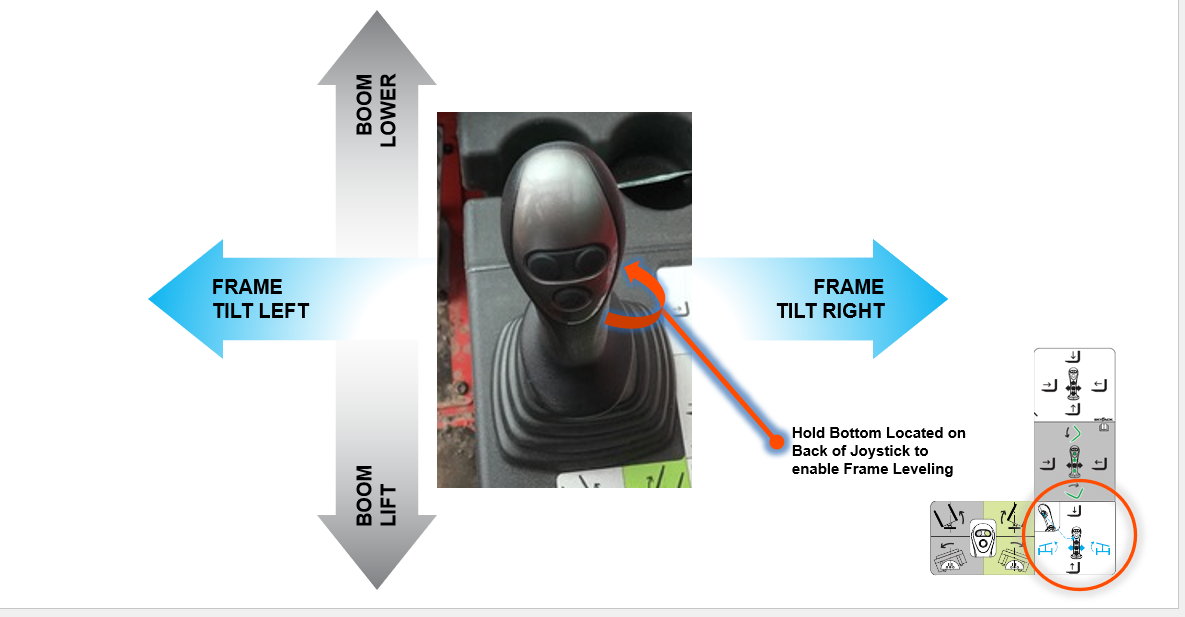 BOOM
LOWER
FRAME
TILT LEFT
FRAME
TILT RIGHT
Hold Bottom Located on
Back of Joystick to
enable Frame Leveling
BOOM
LIFT